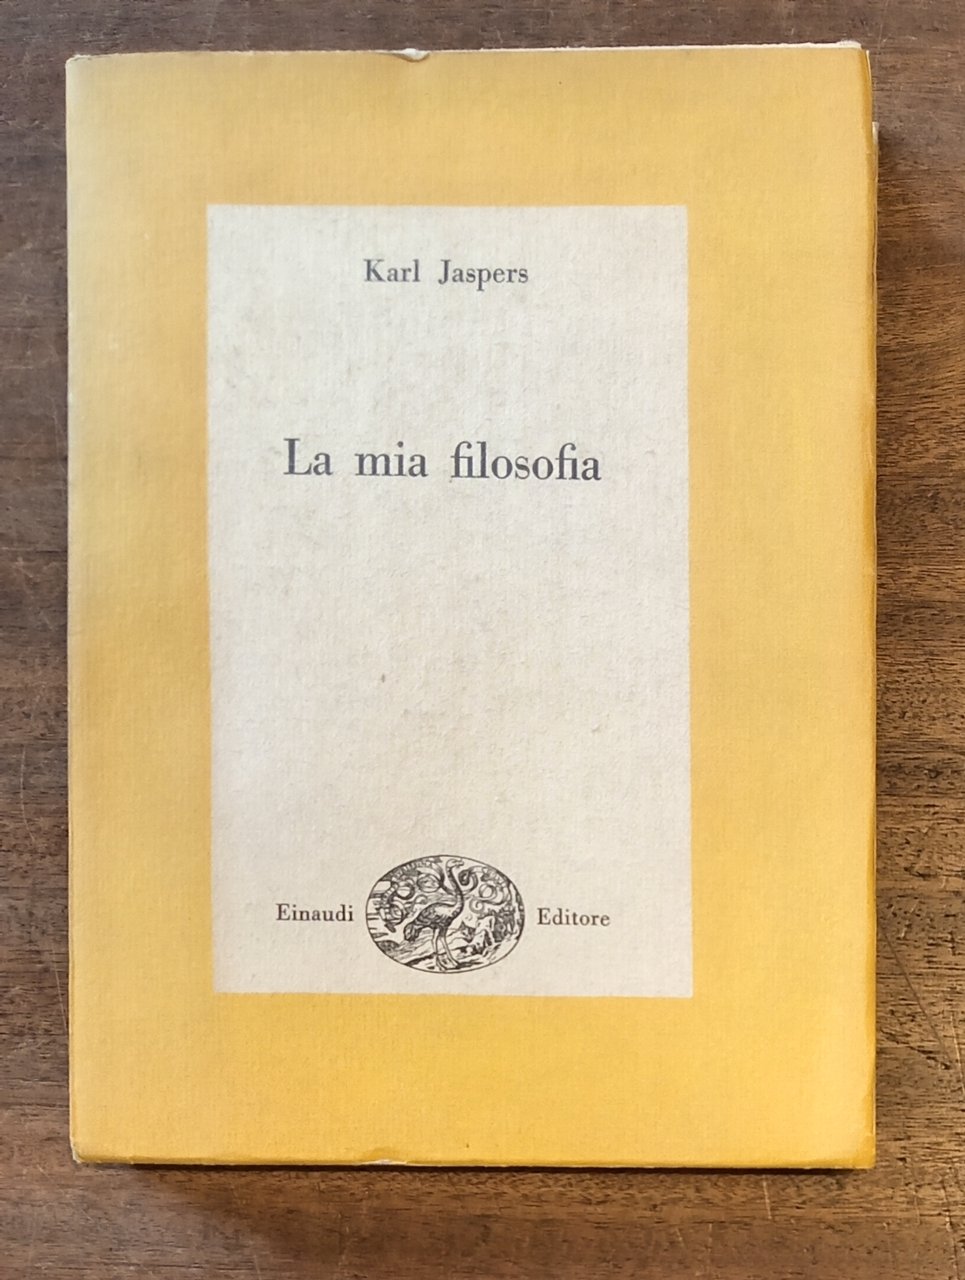 Karl Jaspers
La mia filosofia
Einaudi Editore